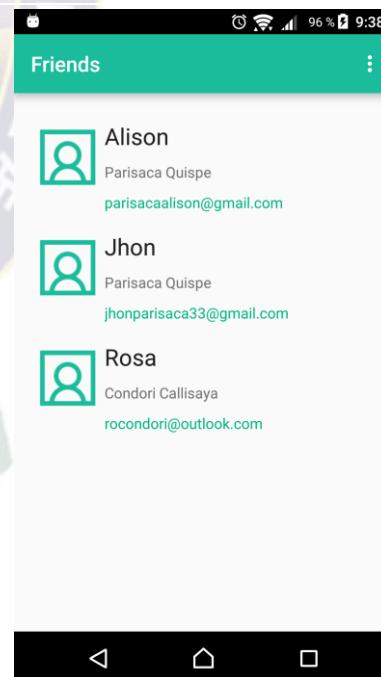 96 % 9:38
Friends
Alison
Parisaca Quispe
parisacaalison@gmail.com
Jhon
Parisaca Quispe
jhonparisaca33@gmail.com
Rosa
Condori Callisaya
rocondori@outlook.com